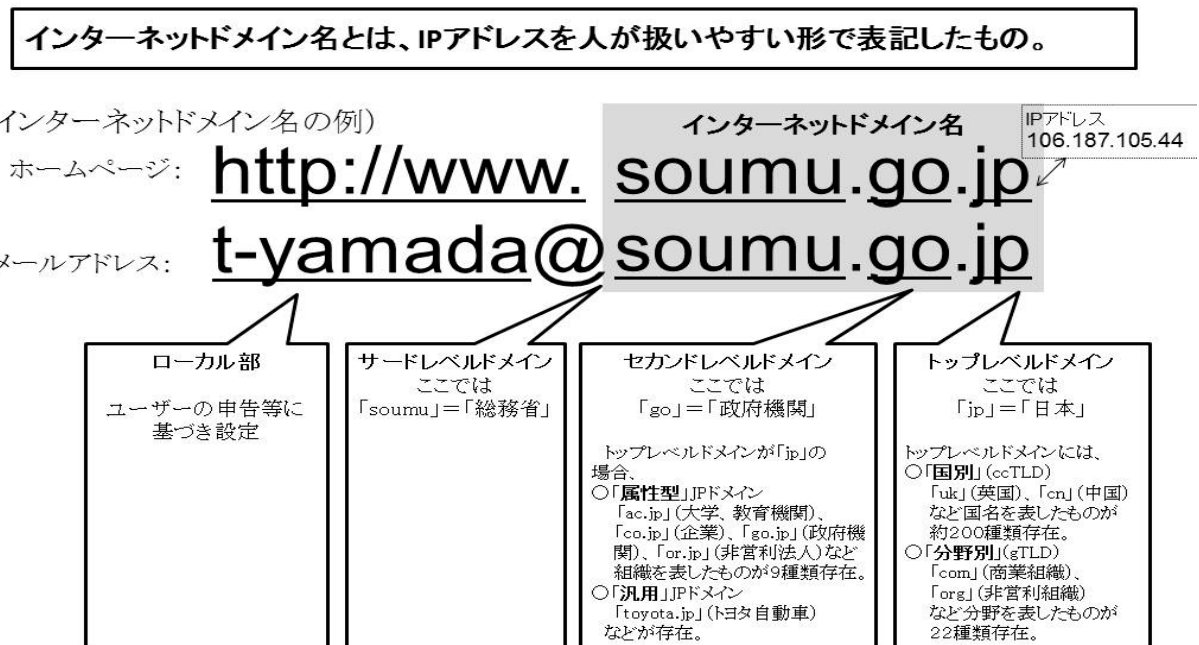 インターネットドメイン名とは、IPアドレスを人が扱いやすい形で表記したもの。
インターネットドメイン名の例）
インターネットドメイン名
IPアドレス
106.187.105.44
ホームページ： http://www. soumu.go.jp
メールアドレス： t-yamada@soumu.go.jp
ローカル部
ユーザーの申告等に
基づき設定
サードレベルドメイン
ここでは
「soumu」＝「総務省」
セカンドレベルドメイン
ここでは
「go」＝「政府機関」
トップレベルドメインが「jp」の
場合、
○「属性型」JPドメイン
「ac.jp」（大学、教育機関）、
「co.jp」（企業）、「go.jp」（政府機
関）、「or.jp」（非営利法人）など
組織を表したものが9種類存在。
○「汎用」JPドメイン
「toyota.jp」（トヨタ自動車）
などが存在。
トップレベルドメイン
ここでは
「jp」＝「日本」
トップレベルドメインには、
○「国別」（ccTLD）
「uk」（英国）、「cn」（中国）
など国名を表したものが
約200種類存在。
○「分野別」（gTLD）
「com」（商業組織）、
「org」（非営利組織）
など分野を表したものが
22種類存在。